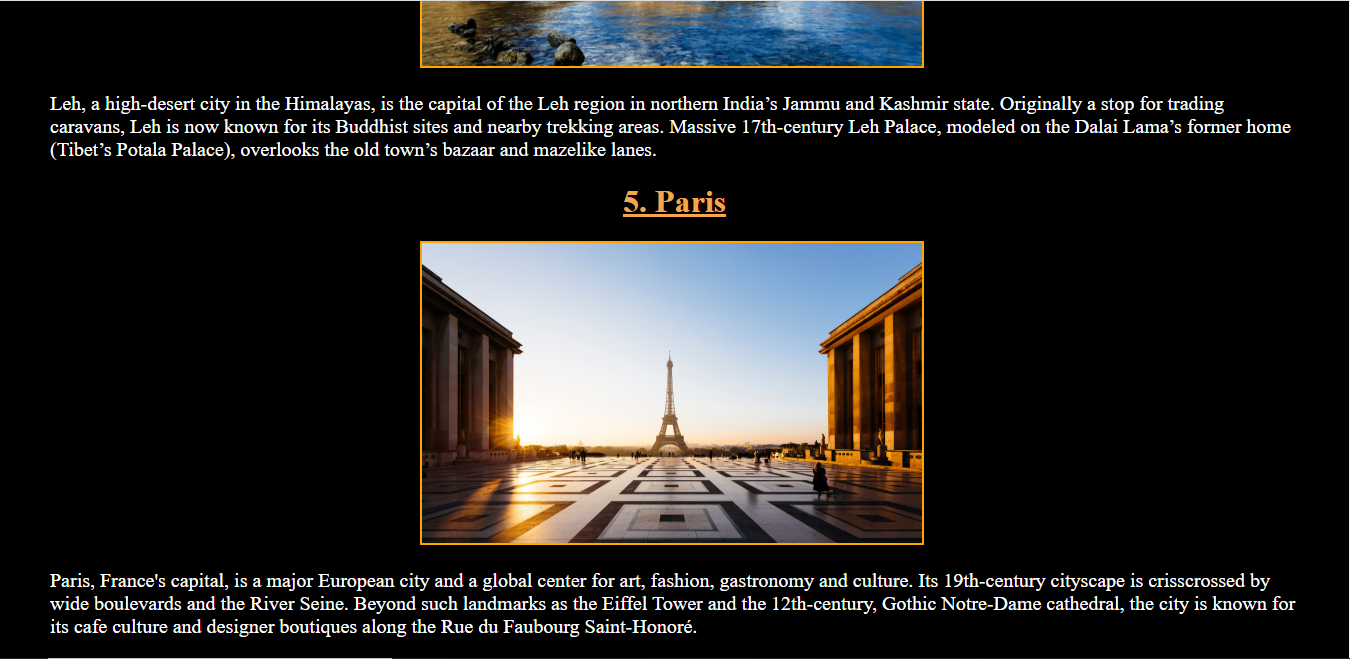 Leh, a high-desert city in the Himalayas, is the capital of the Leh region in northern India’s Jammu and Kashmir state. Originally a stop for trading
caravans, Leh is now known for its Buddhist sites and nearby trekking areas. Massive 17th-century Leh Palace, modeled on the Dalai Lama’s former home
(Tibet’s Potala Palace), overlooks the old town’s bazaar and mazelike lanes.
5. Paris
Paris, France's capital, is a major European city and a global center for art, fashion, gastronomy and culture. Its 19th-century cityscape is crisscrossed by
wide boulevards and the River Seine. Beyond such landmarks as the Eiffel Tower and the 12th-century, Gothic Notre-Dame cathedral, the city is known for
its cafe culture and designer boutiques along the Rue du Faubourg Saint-Honoré.